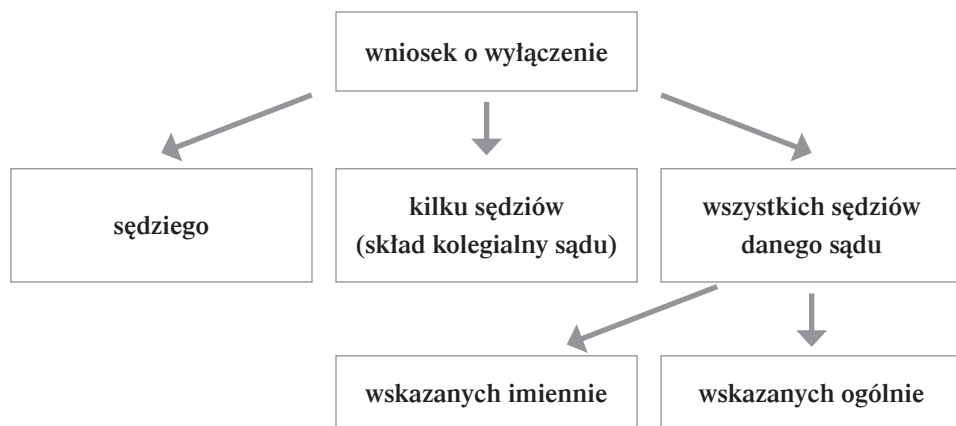 wniosek o wyłączenie
sędziego
kilku sędziów
(skład kolegialny sądu)
wszystkich sędziów
danego sądu
wskazanych imiennie
wskazanych ogólnie